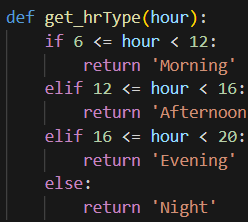 def get_hrType(hour):
    if 6 <= hour < 12:
        return 'Morning'
    elif 12 <= hour < 16:
        return 'Afternoon
    elif 16 <= hour < 20:
        return 'Evening'
    else:
        return 'Night'